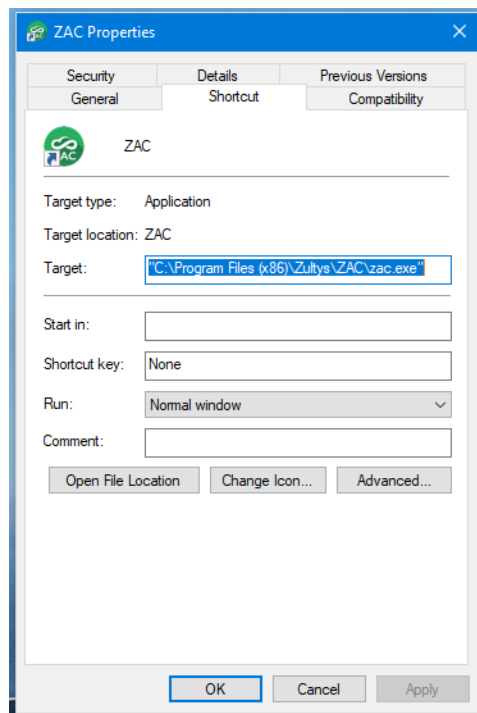 ZAC Properties
Security Details Previous Versions
General Shortcut Compatibility
AC ZAC
Target type: Application
Target location: ZAC
Target: "C:\Program Files (x86)\Zultys\ZAC\zac.exe"
Start in:
Shortcut key: None
Run: Normal window
Comment:
Open File Location Change Icon... Advanced...
OK Cancel Apply